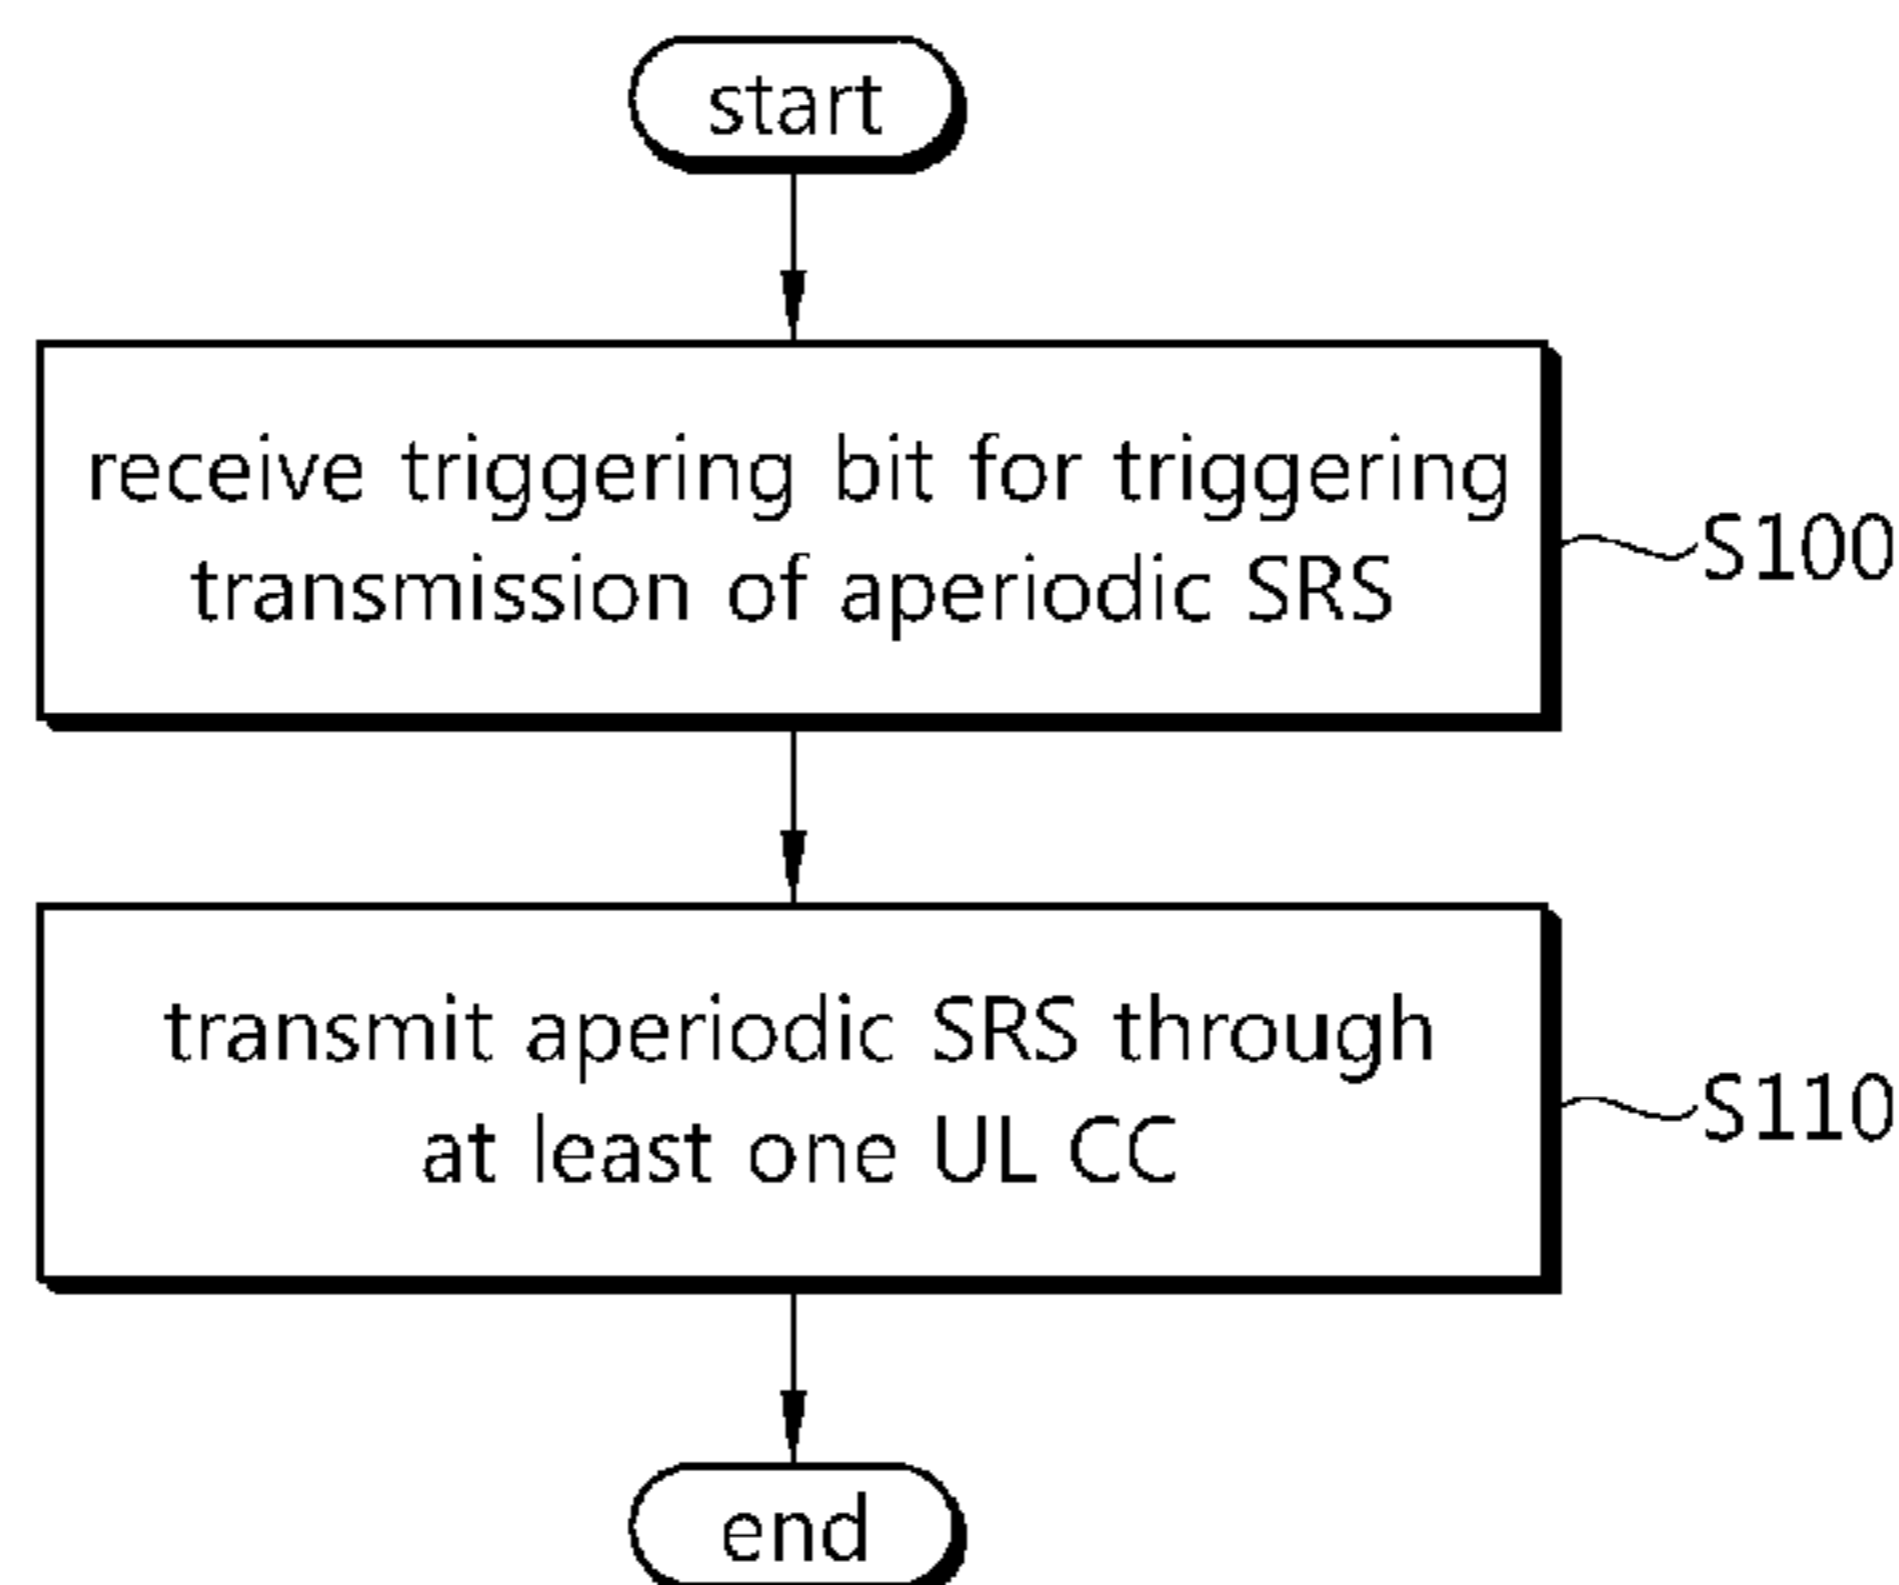 start
receive triggering bit for triggering
transmission of aperiodic SRS
S100
transmit aperiodic SRS through
at least one UL CC
S110
end